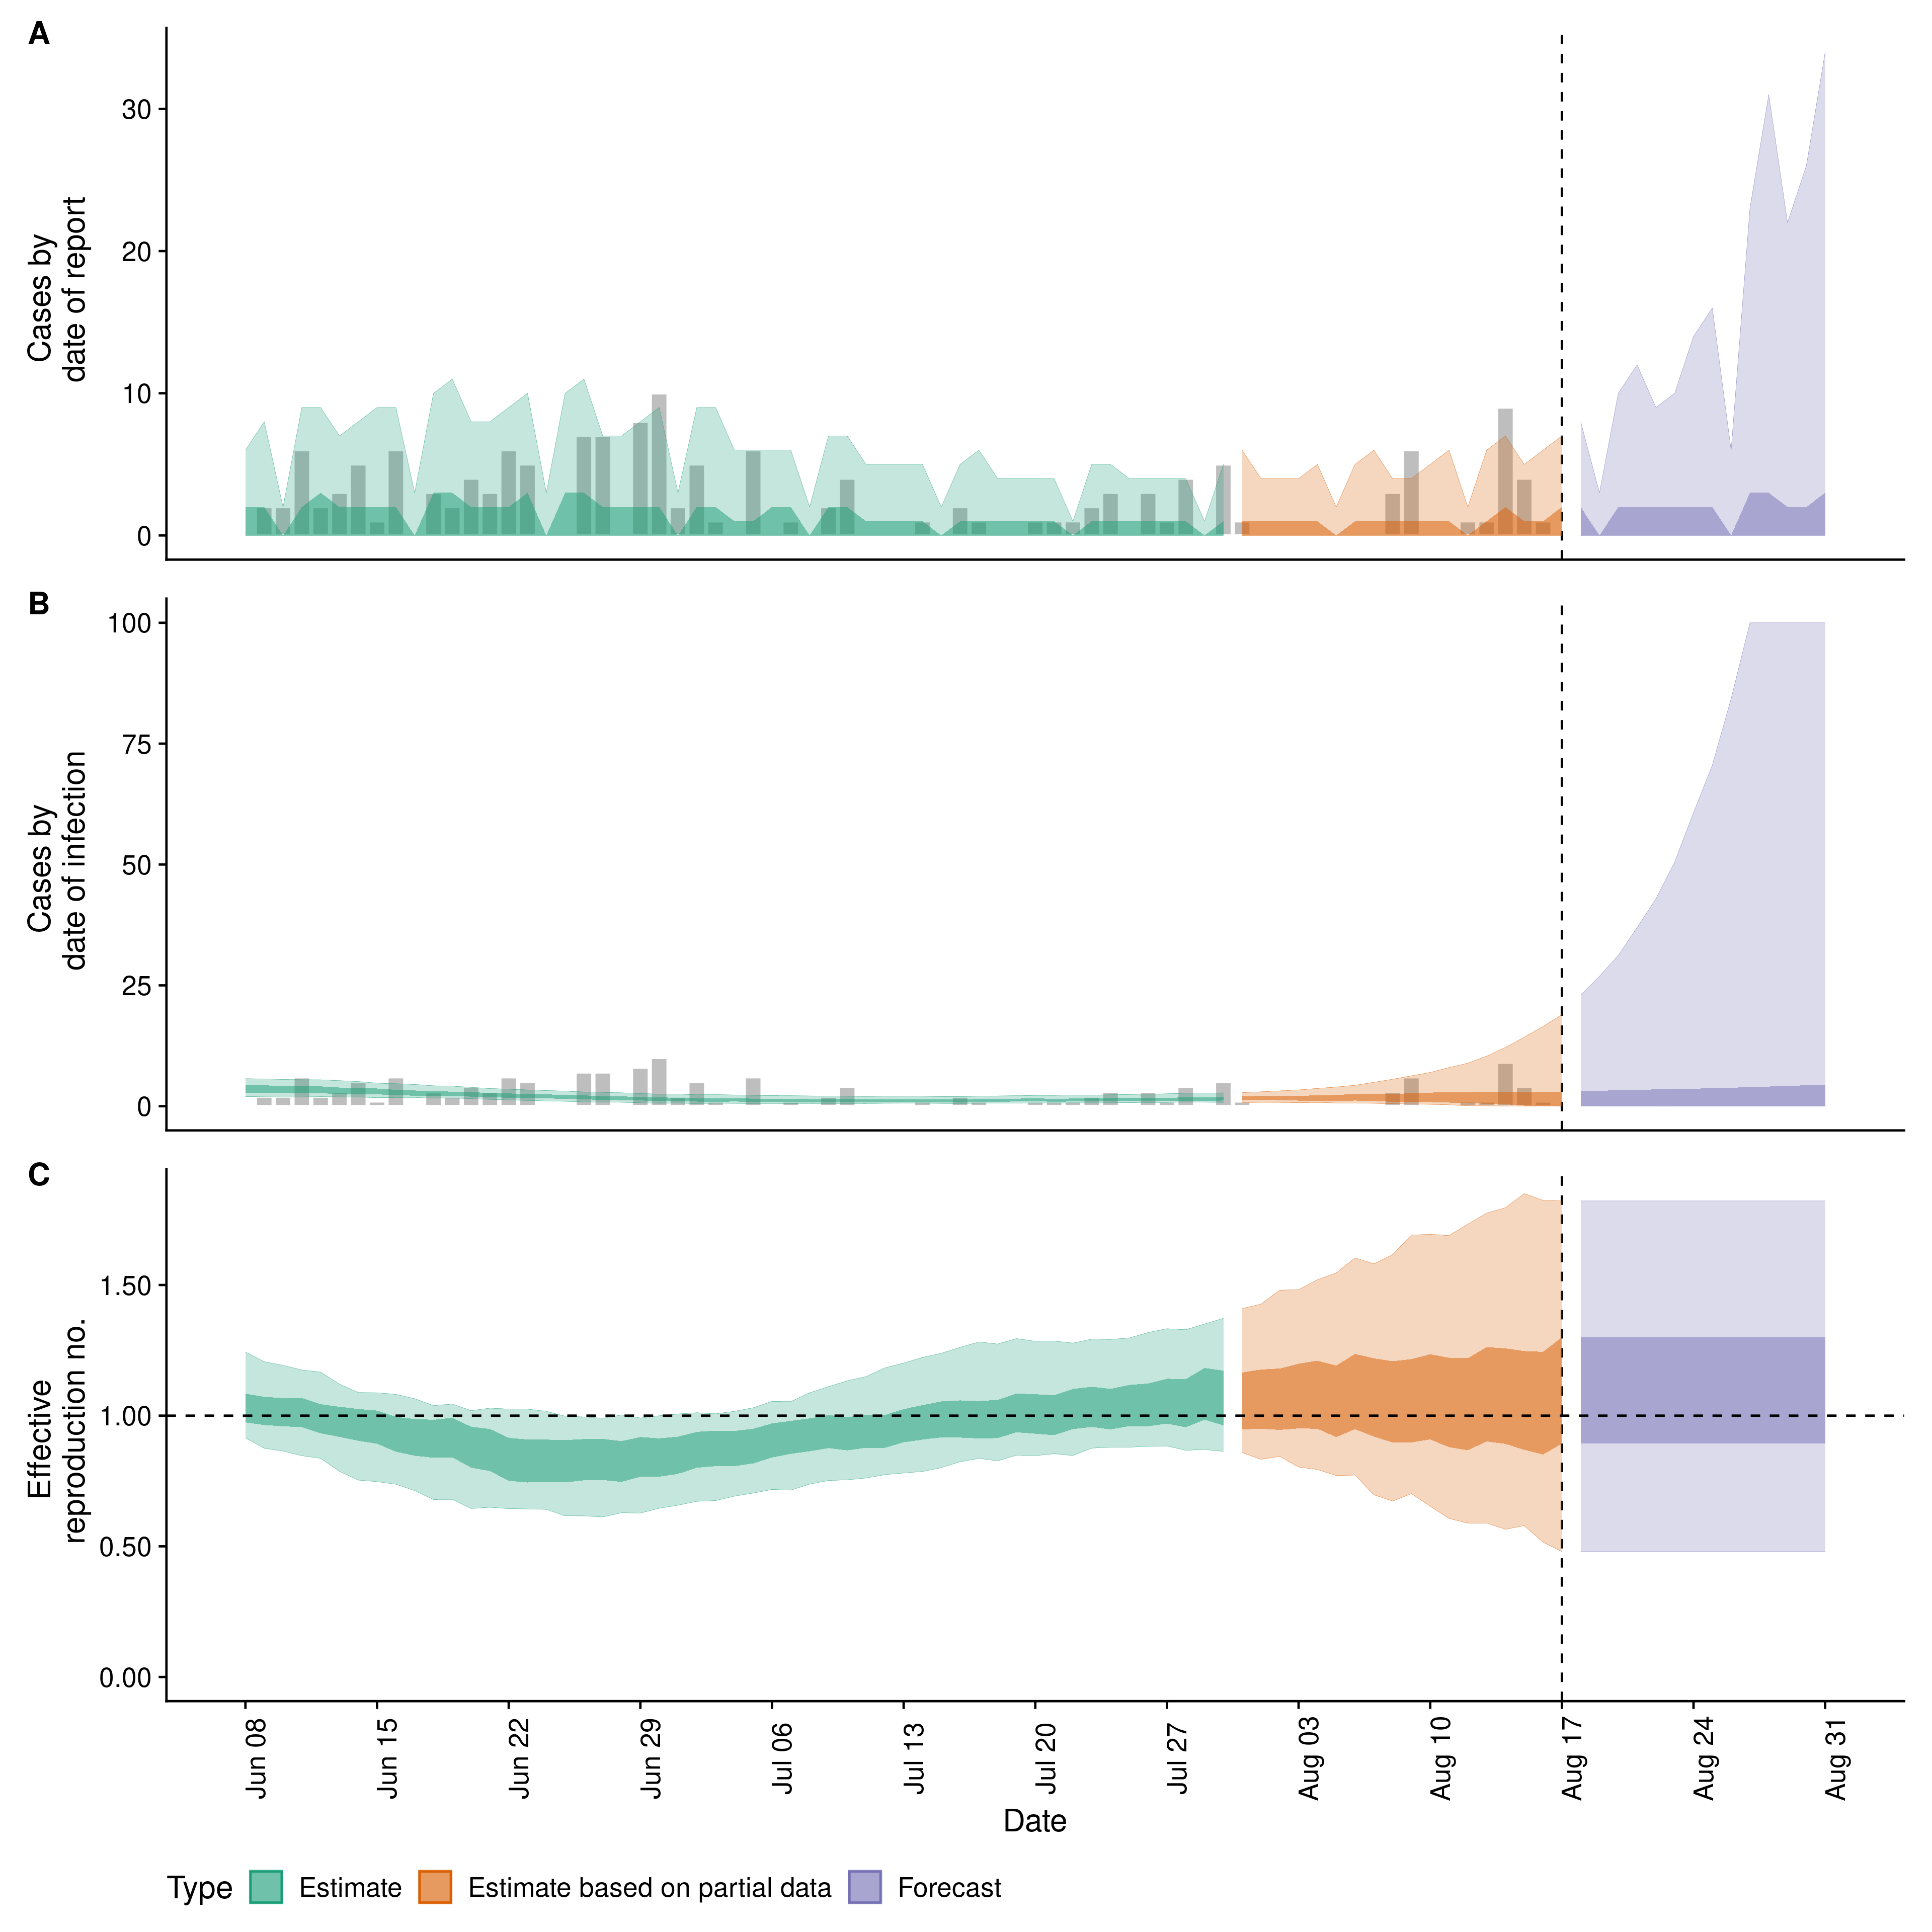 A
Cases by
date of report
30
20
10
0
B
Cases by
date of infection
100
75
50
25
0
C
Effective
reproduction no.
1.50
1.00
0.50
0.00
Jun 08
Jun 15
Jun 22
Jun 29
Jul 06
Jul 13
Jul 20
Jul 27
Aug 03
Aug 10
Aug 17
Aug 24
Aug 31
Date
Type Estimate Estimate based on partial data Forecast